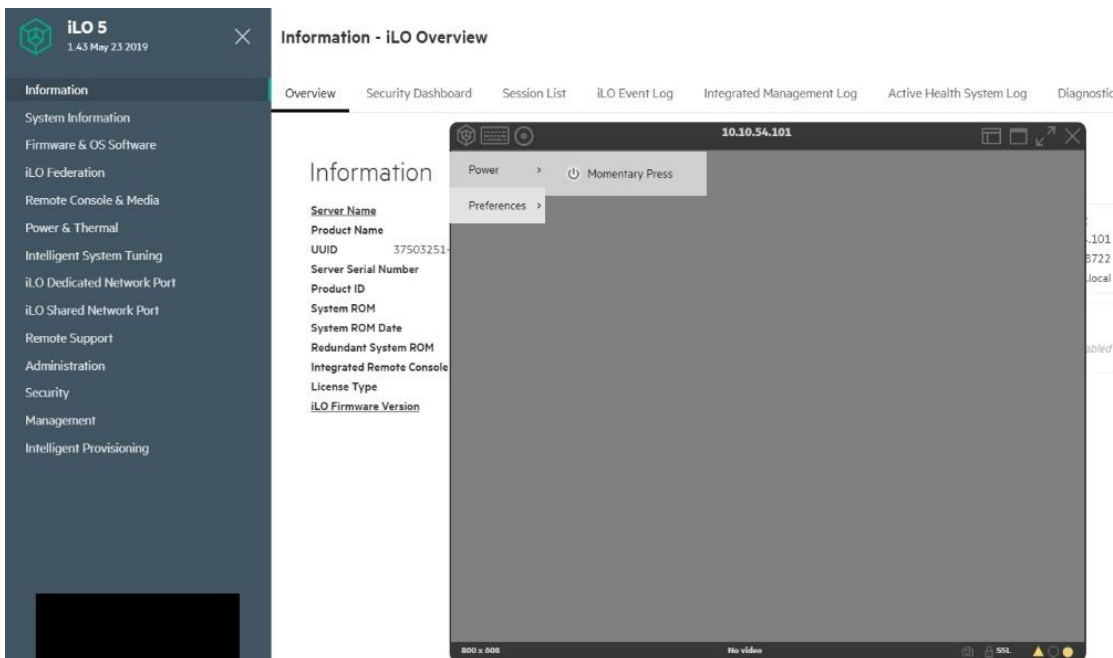 iLO 5
1.43 May 23 2019
Information
System Information
Firmware & OS Software
iLO Federation
Remote Console & Media
Power & Thermal
Intelligent System Tuning
iLO Dedicated Network Port
iLO Shared Network Port
Remote Support
Administration
Security
Management
Intelligent Provisioning
Information - iLO Overview
Overview Security Dashboard Session List iLO Event Log Integrated Management Log Active Health System Log Diagnostic
Information
Server Name
Product Name
UUID 37503251-
Server Serial Number
Product ID
System ROM
System ROM Date
Redundant System ROM
Integrated Remote Console
License Type
iLO Firmware Version
10.10.54.101
Power > Momentary Press
Preferences >
800 x 608 No video SSL
.101
8722
.local
abled